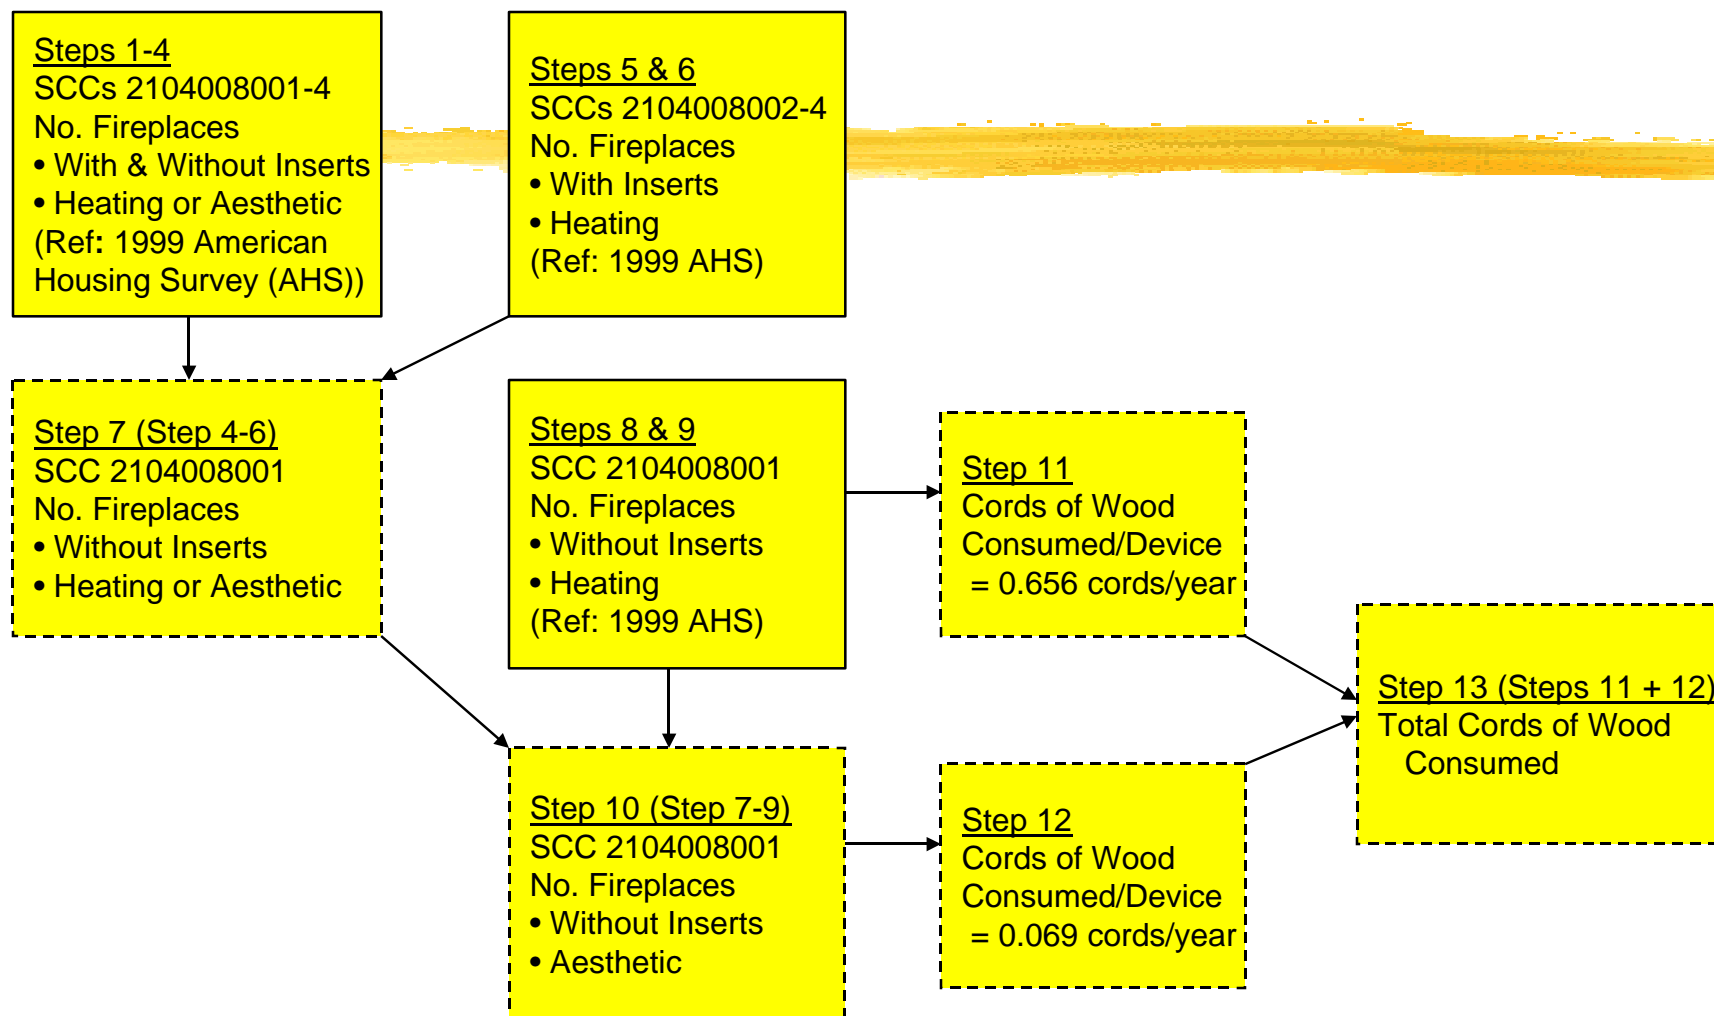 Steps 1-4
SCCs 2104008001-4
No. Fireplaces
• With & Without Inserts
• Heating or Aesthetic
(Ref: 1999 American
Housing Survey (AHS))
Steps 5 & 6
SCCs 2104008002-4
No. Fireplaces
• With Inserts
• Heating
(Ref: 1999 AHS)
Step 7 (Step 4-6)
SCC 2104008001
No. Fireplaces
• Without Inserts
• Heating or Aesthetic
Steps 8 & 9
SCC 2104008001
No. Fireplaces
• Without Inserts
• Heating
(Ref: 1999 AHS)
Step 10 (Step 7-9)
SCC 2104008001
No. Fireplaces
• Without Inserts
• Aesthetic
Step 11
Cords of Wood
Consumed/Device
= 0.656 cords/year
Step 12
Cords of Wood
Consumed/Device
= 0.069 cords/year
Step 13 (Steps 11 + 12)
Total Cords of Wood
Consumed